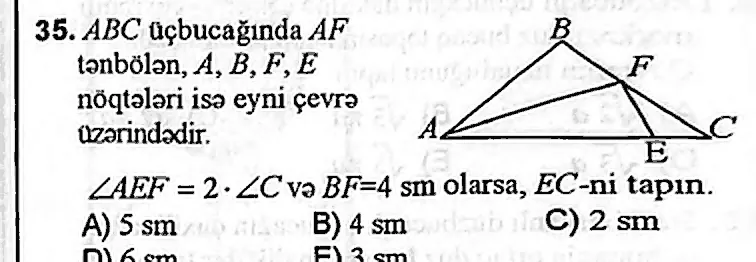 35. ABC üçbucağında AF
tənbölən, A, B, F, E
nöqtələri isə eyni çevrə
üzərindədir.
B
F
A
C
E
∠AEF = 2·∠C və BF=4 sm olarsa, EC-ni tapın.
A) 5 sm B) 4 sm C) 2 sm
D) 6 sm E) 3 sm